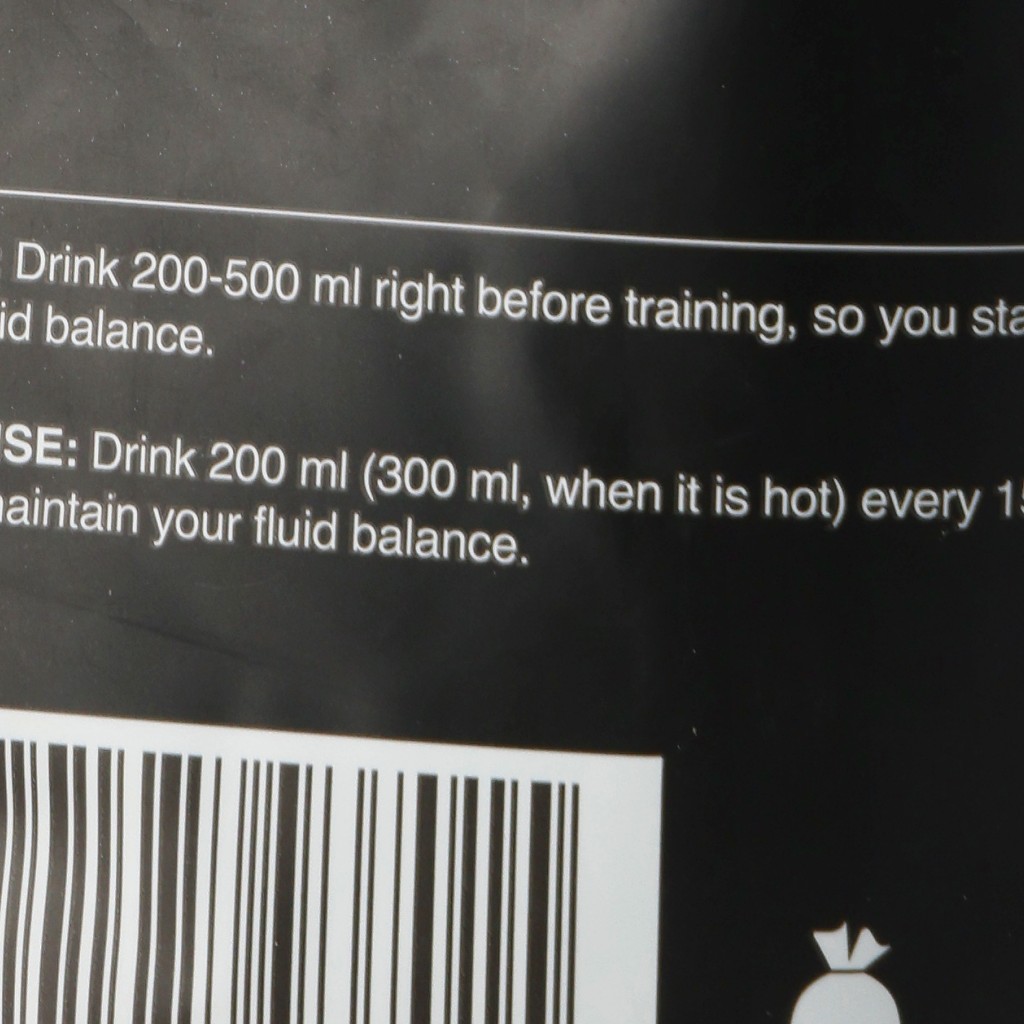 : Drink 200-500 ml right before training, so you sta
id balance.
SE: Drink 200 ml (300 ml, when it is hot) every 15
aintain your fluid balance.